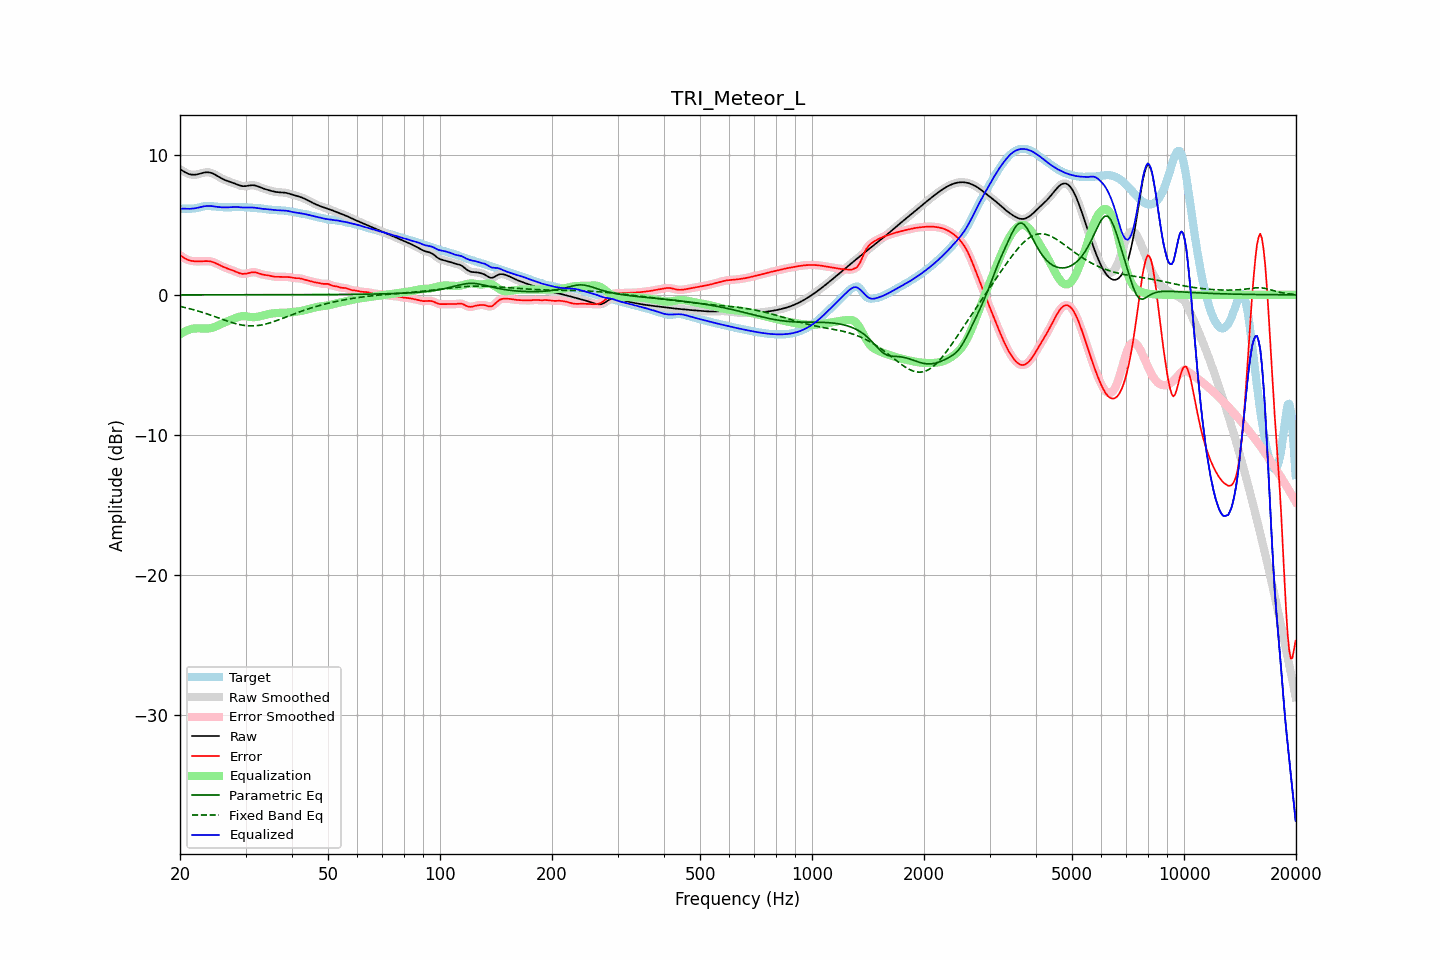 TRI_Meteor_L
10
0
−10
−20
−30
Amplitude (dBr)
Target
Raw Smoothed
Error Smoothed
Raw
Error
Equalization
Parametric Eq
Fixed Band Eq
Equalized
20 50 100 200 500 1000 2000 5000 10000 20000
Frequency (Hz)